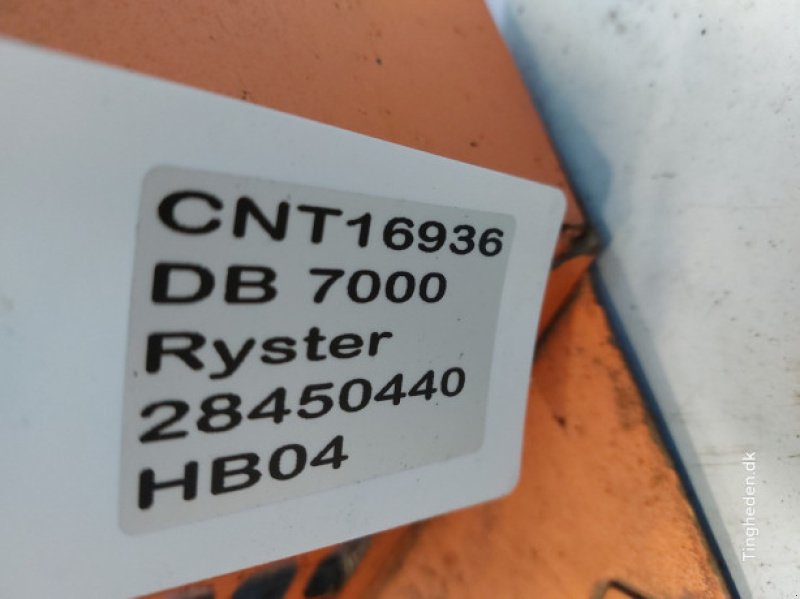 CNT16936
DB 7000
Ryster
28450440
HB04
Tingheden.dk